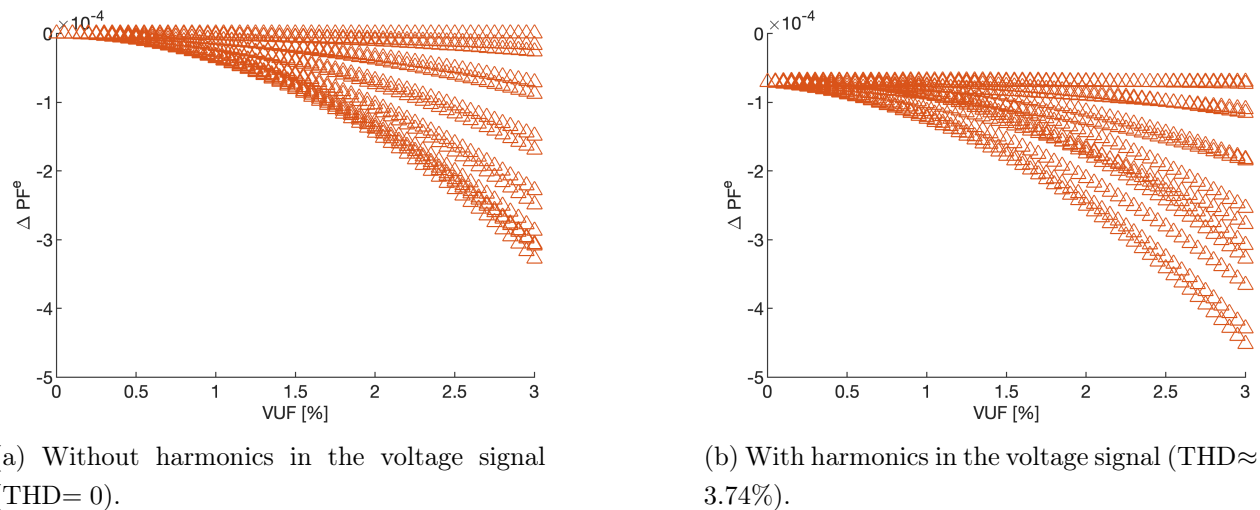 ×10⁻⁴
0
-1
-2
-3
-4
-5
Δ PFᵉ
0 0.5 1 1.5 2 2.5 3
VUF [%]
×10⁻⁴
0
-1
-2
-3
-4
-5
Δ PFᵉ
0 0.5 1 1.5 2 2.5 3
VUF [%]
a) Without harmonics in the voltage signal
THD= 0).
(b) With harmonics in the voltage signal (THD≈
3.74%).